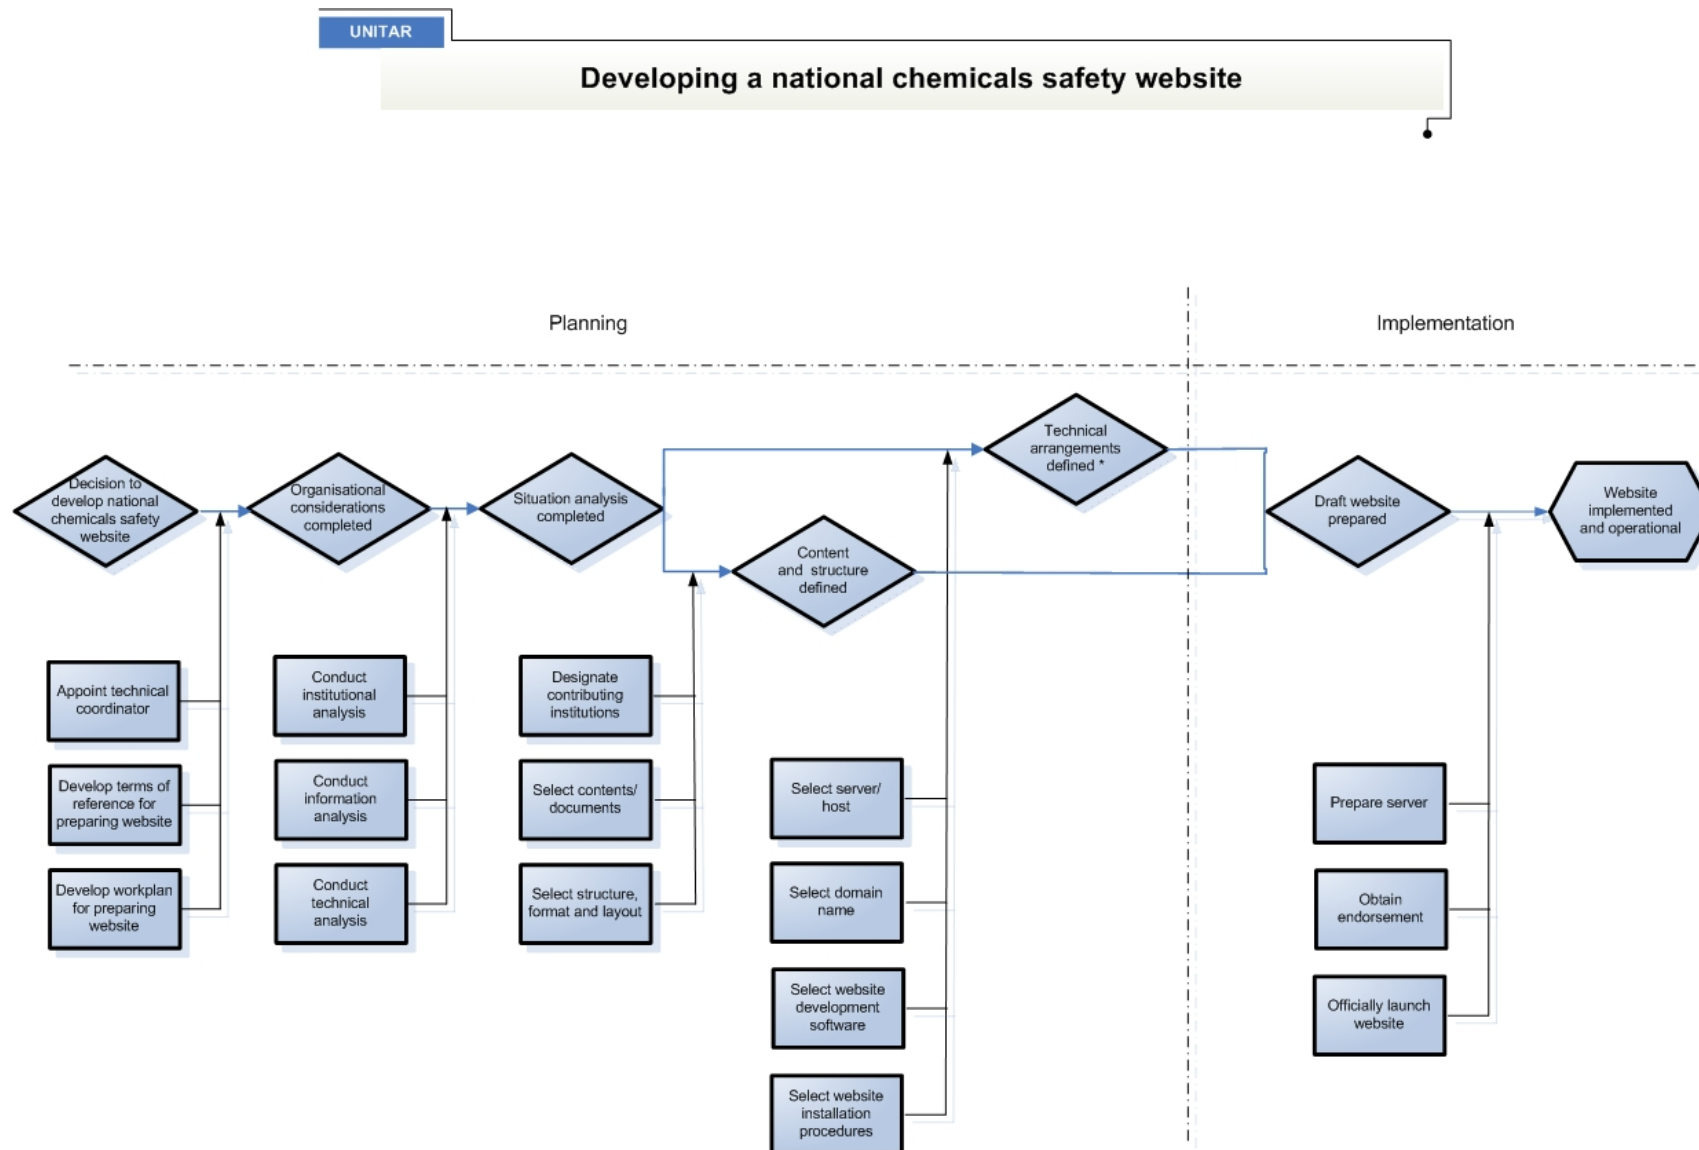 UNITAR
Developing a national chemicals safety website
Planning
Implementation
Decision to
develop national
chemicals safety
website
Organisational
considerations
completed
Situation analysis
completed
Content
and structure
defined
Technical
arrangements
defined *
Draft website
prepared
Website
implemented
and operational
Appoint technical
coordinator
Develop terms of
reference for
preparing website
Develop workplan
for preparing
website
Conduct
institutional
analysis
Conduct
information
analysis
Conduct
technical
analysis
Designate
contributing
institutions
Select contents/
documents
Select structure,
format and layout
Select server/
host
Select domain
name
Select website
development
software
Select website
installation
procedures
Prepare server
Obtain
endorsement
Officially launch
website